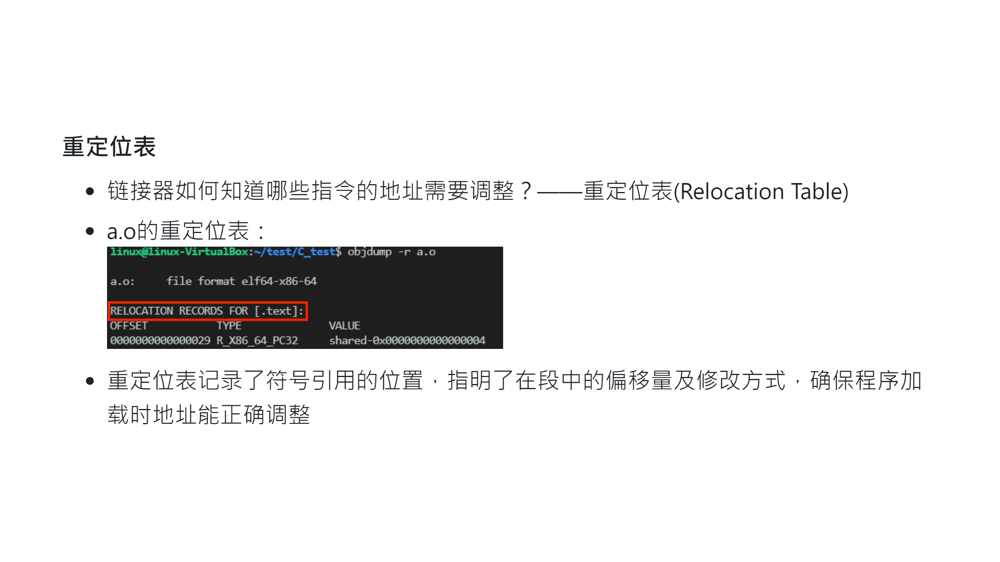 重定位表
链接器如何知道哪些指令的地址需要调整？——重定位表(Relocation Table)
a.o的重定位表：
linux@linux-VirtualBox:~/test/C_test$ objdump -r a.o
a.o:     file format elf64-x86-64
RELOCATION RECORDS FOR [.text]:
OFFSET           TYPE              VALUE
0000000000000029 R_X86_64_PC32     shared-0x0000000000000004
重定位表记录了符号引用的位置，指明了在段中的偏移量及修改方式，确保程序加
载时地址能正确调整